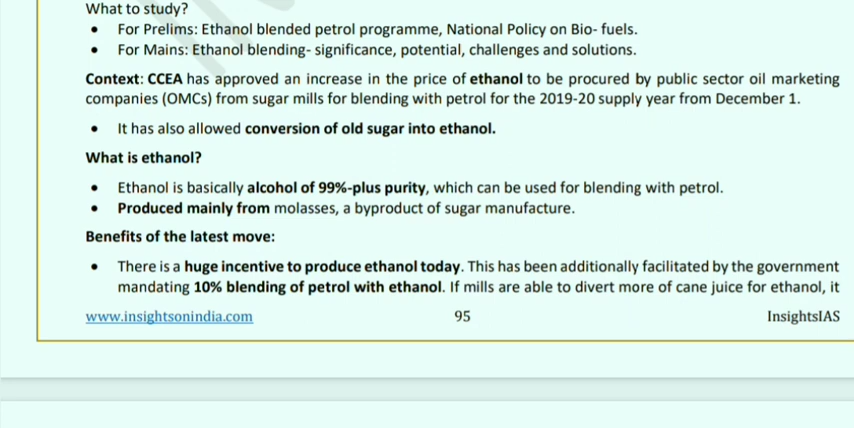 What to study?
• For Prelims: Ethanol blended petrol programme, National Policy on Bio- fuels.
• For Mains: Ethanol blending- significance, potential, challenges and solutions.
Context: CCEA has approved an increase in the price of ethanol to be procured by public sector oil marketing
companies (OMCs) from sugar mills for blending with petrol for the 2019-20 supply year from December 1.
• It has also allowed conversion of old sugar into ethanol.
What is ethanol?
• Ethanol is basically alcohol of 99%-plus purity, which can be used for blending with petrol.
• Produced mainly from molasses, a byproduct of sugar manufacture.
Benefits of the latest move:
• There is a huge incentive to produce ethanol today. This has been additionally facilitated by the government
mandating 10% blending of petrol with ethanol. If mills are able to divert more of cane juice for ethanol, it
www.insightsonindia.com 95 InsightsIAS